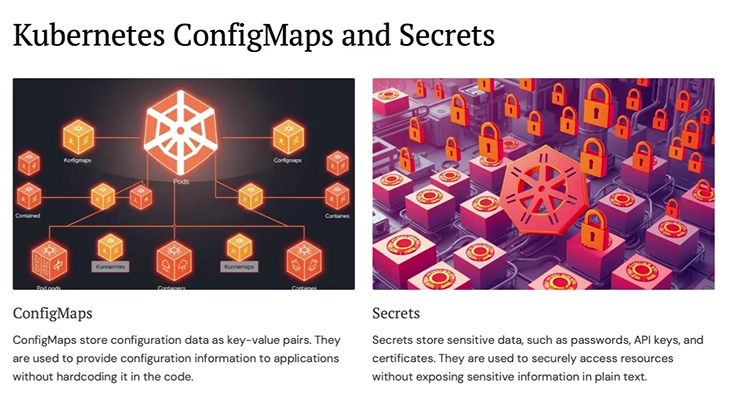 Kubernetes ConfigMaps and Secrets
Konfigmaps
Configmaps
Pods
Contained
Containes
Kunnerntes
Kunnemaps
Pod pods
Containers
Containes
ConfigMaps
ConfigMaps store configuration data as key-value pairs. They
are used to provide configuration information to applications
without hardcoding it in the code.
Secrets
Secrets store sensitive data, such as passwords, API keys, and
certificates. They are used to securely access resources
without exposing sensitive information in plain text.